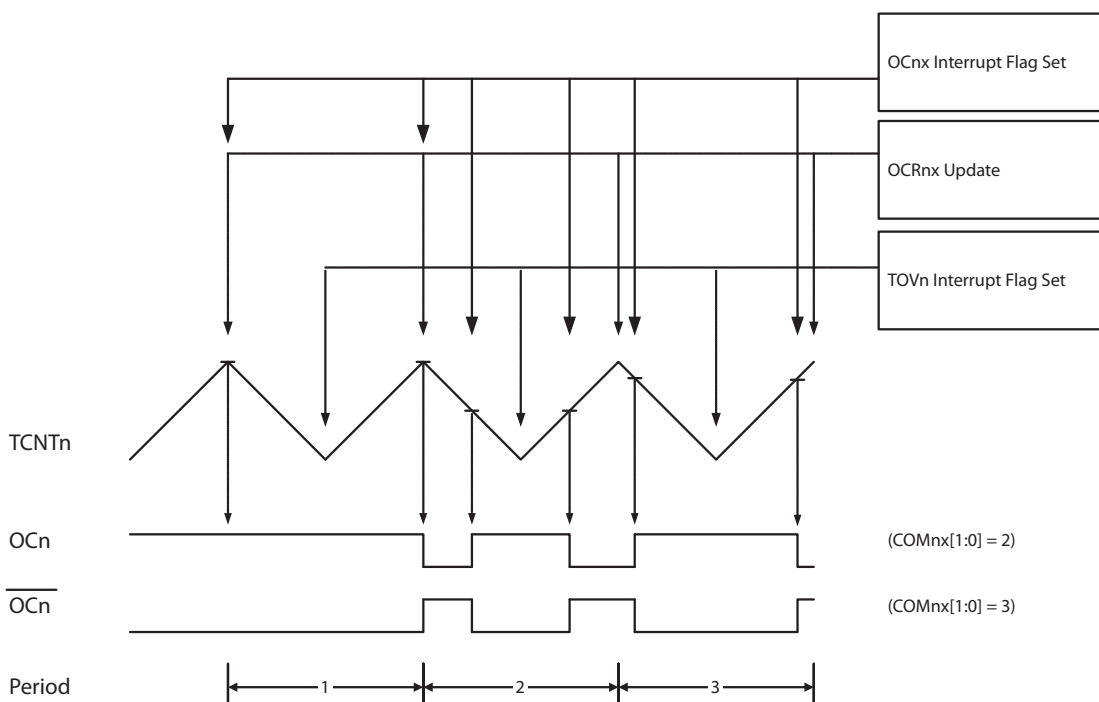 OCnx Interrupt Flag Set
OCRnx Update
TOVn Interrupt Flag Set
TCNTn
OCn
(COMnx[1:0] = 2)
OCn
(COMnx[1:0] = 3)
Period
1
2
3